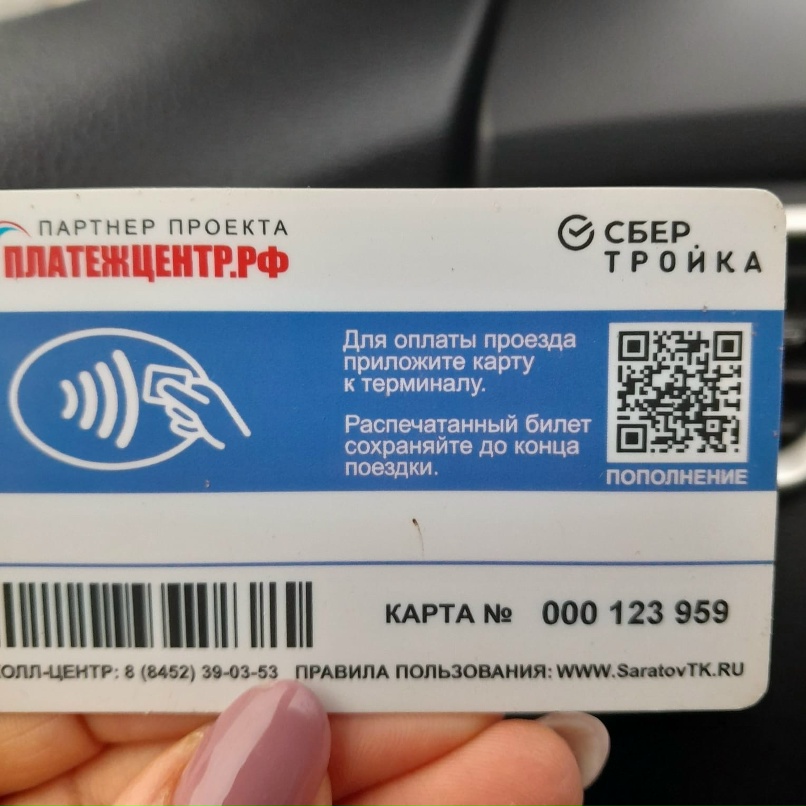 ПАРТНЕР ПРОЕКТА
ПЛАТЕЖЦЕНТР.РФ
СБЕР
ТРОЙКА
Для оплаты проезда
приложите карту
к терминалу.
Распечатанный билет
сохраняйте до конца
поездки.
ПОПОЛНЕНИЕ
КАРТА № 000 123 959
ОЛЛ-ЦЕНТР: 8 (8452) 39-03-53 ПРАВИЛА ПОЛЬЗОВАНИЯ: WWW.SaratovTK.RU